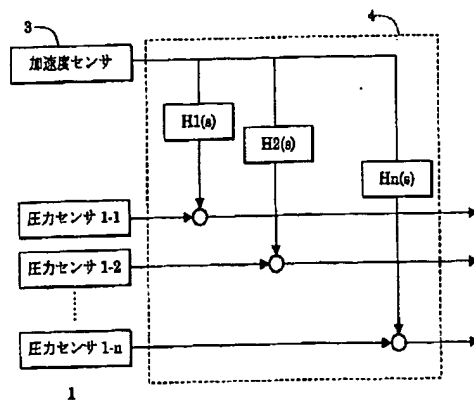 3
4
加速度センサ
H1(s)
H2(s)
Hn(s)
圧力センサ 1-1
圧力センサ 1-2
圧力センサ 1-n
1